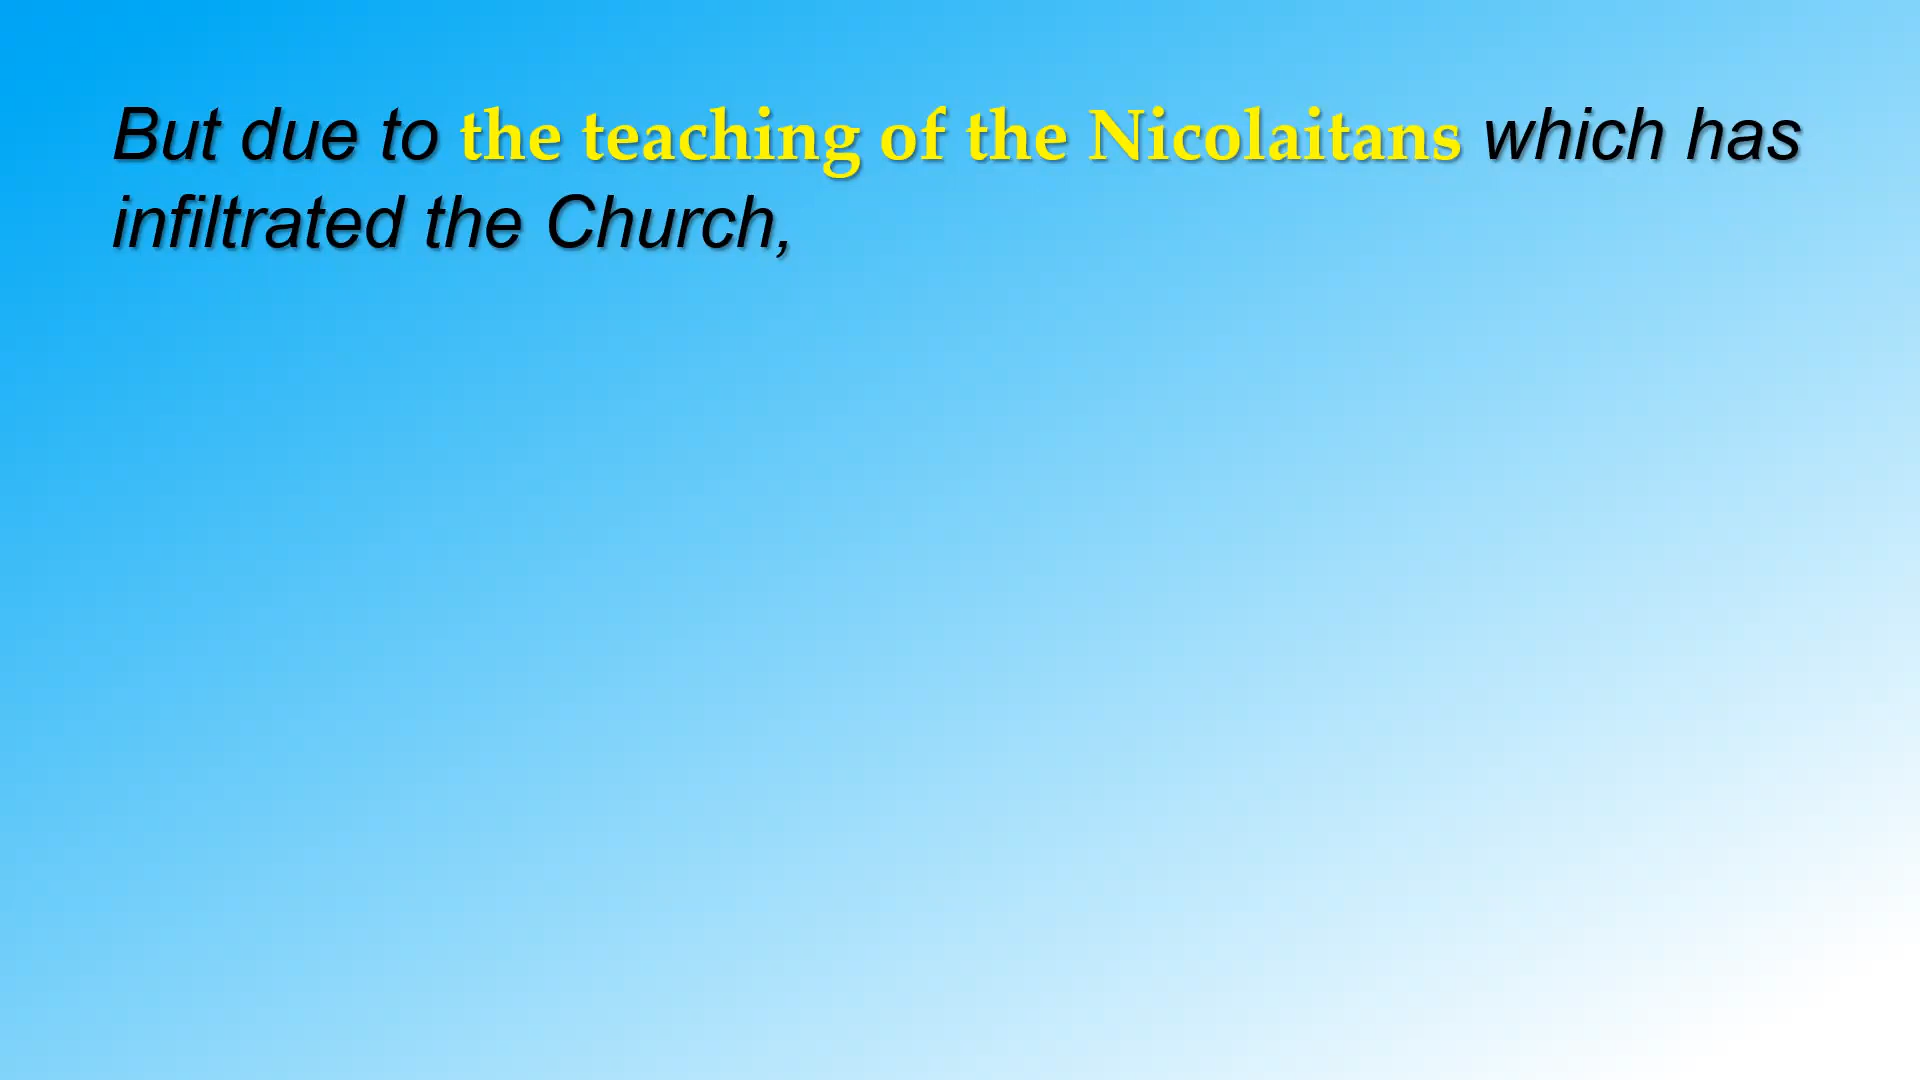 But due to the teaching of the Nicolaitans which has
infiltrated the Church,